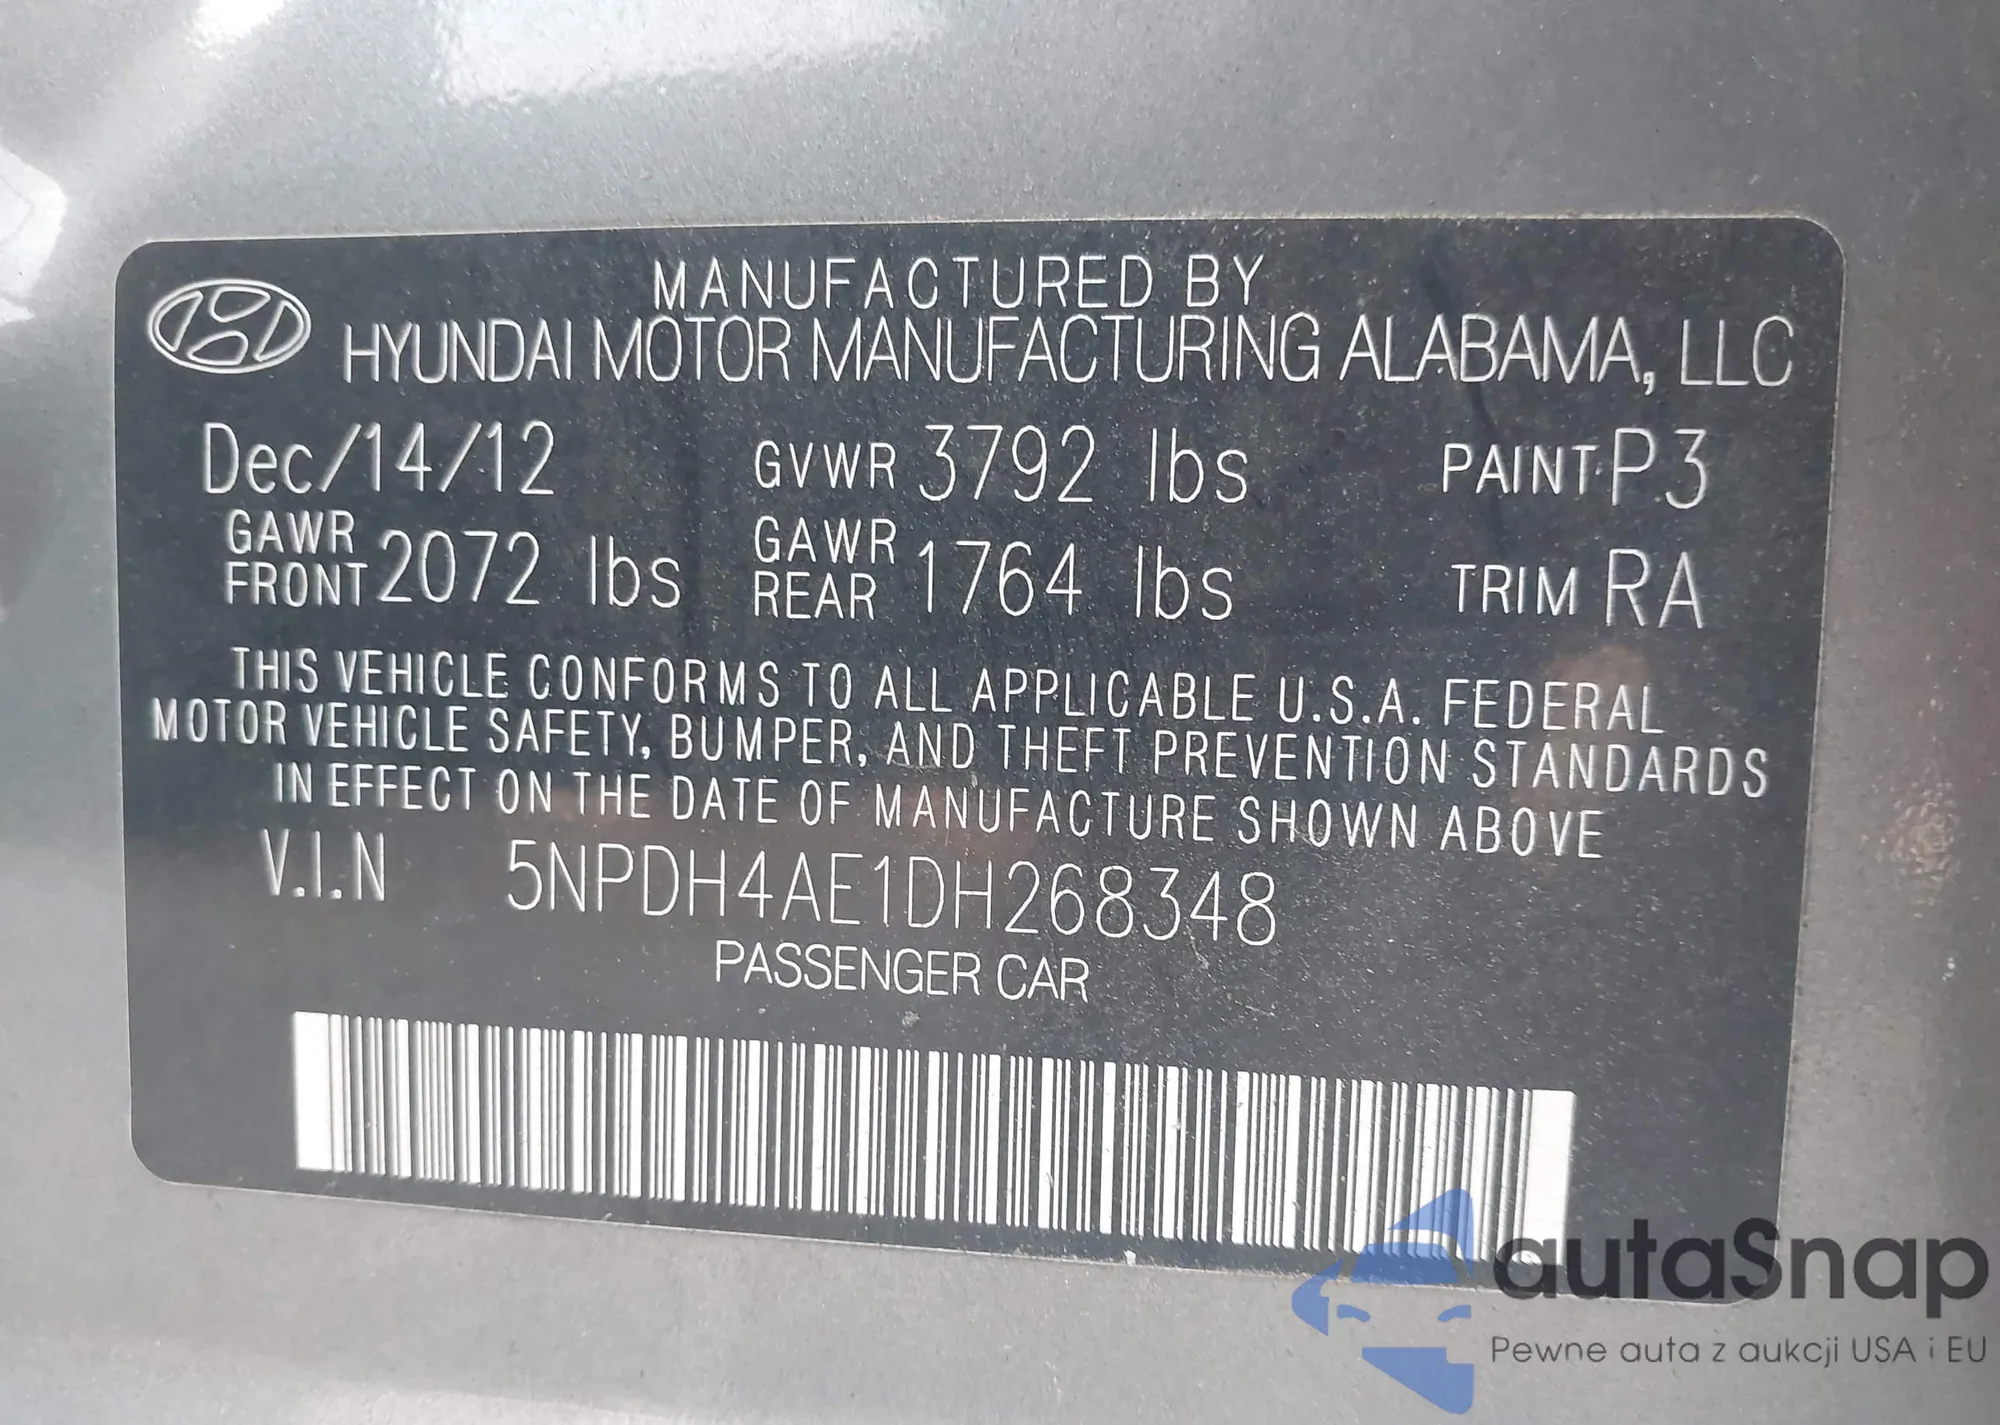 MANUFACTURED BY
HYUNDAI MOTOR MANUFACTURING ALABAMA, LLC
Dec/14/12 GVWR 3792 lbs PAINT P3
GAWR FRONT 2072 lbs GAWR REAR 1764 lbs TRIM RA
THIS VEHICLE CONFORMS TO ALL APPLICABLE U.S.A. FEDERAL
MOTOR VEHICLE SAFETY, BUMPER, AND THEFT PREVENTION STANDARDS
IN EFFECT ON THE DATE OF MANUFACTURE SHOWN ABOVE
V.I.N 5NPDH4AE1DH268348
PASSENGER CAR
autaSnap
Pewne auta z aukcji USA i EU